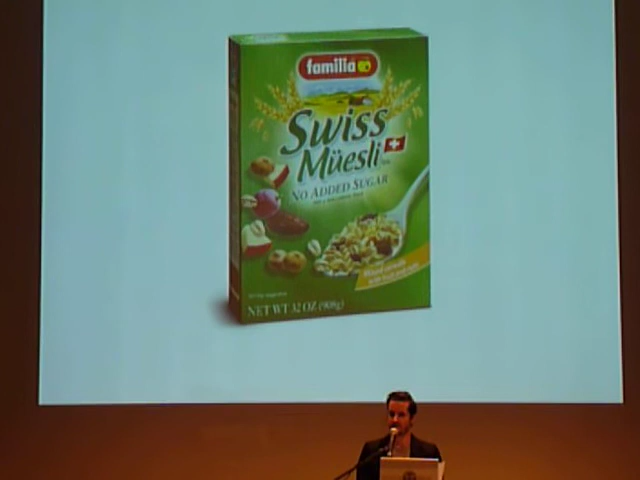 familia
Swiss
Müesli
NO ADDED SUGAR
NET WT 32 OZ (908g)